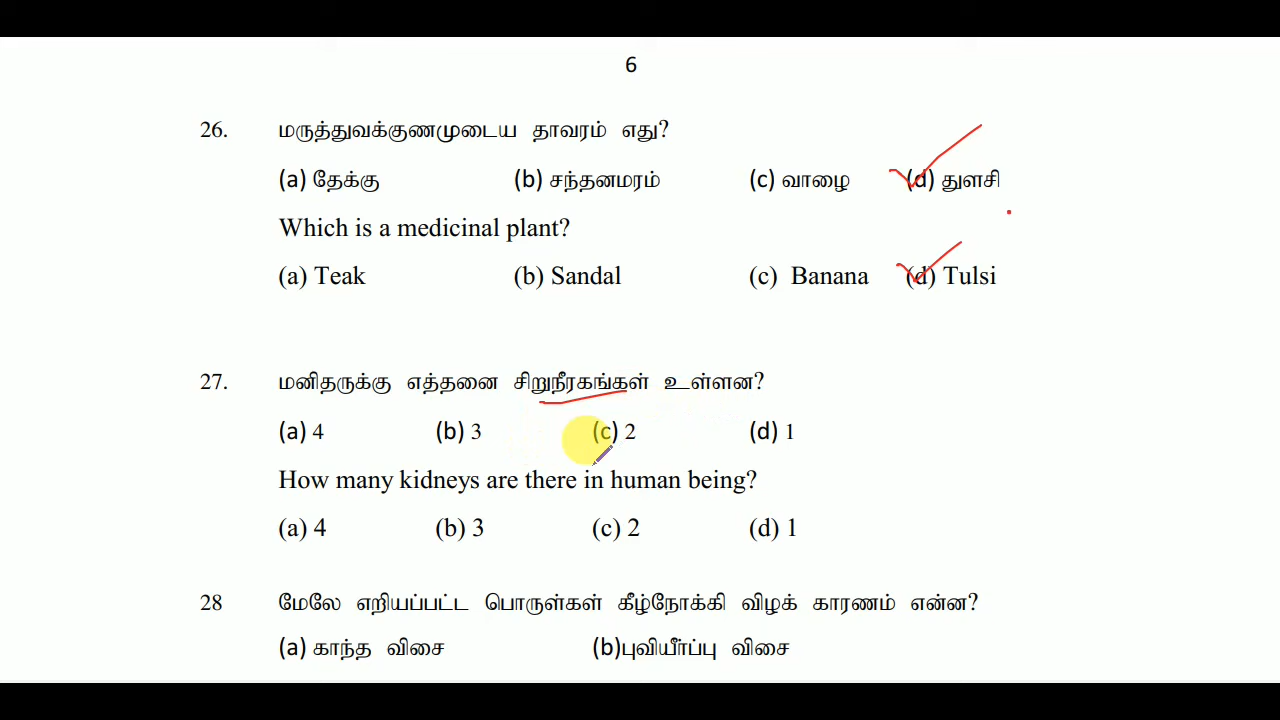 6
26. மருத்துவக்குணமுடைய தாவரம் எது?
(a) தேக்கு (b) சந்தனமரம் (c) வாழை (d) துளசி
Which is a medicinal plant?
(a) Teak (b) Sandal (c) Banana (d) Tulsi
27. மனிதருக்கு எத்தனை சிறுநீரகங்கள் உள்ளன?
(a) 4 (b) 3 (c) 2 (d) 1
How many kidneys are there in human being?
(a) 4 (b) 3 (c) 2 (d) 1
28 மேலே எறியப்பட்ட பொருள்கள் கீழ்நோக்கி விழக் காரணம் என்ன?
(a) காந்த விசை (b)புவியீர்ப்பு விசை